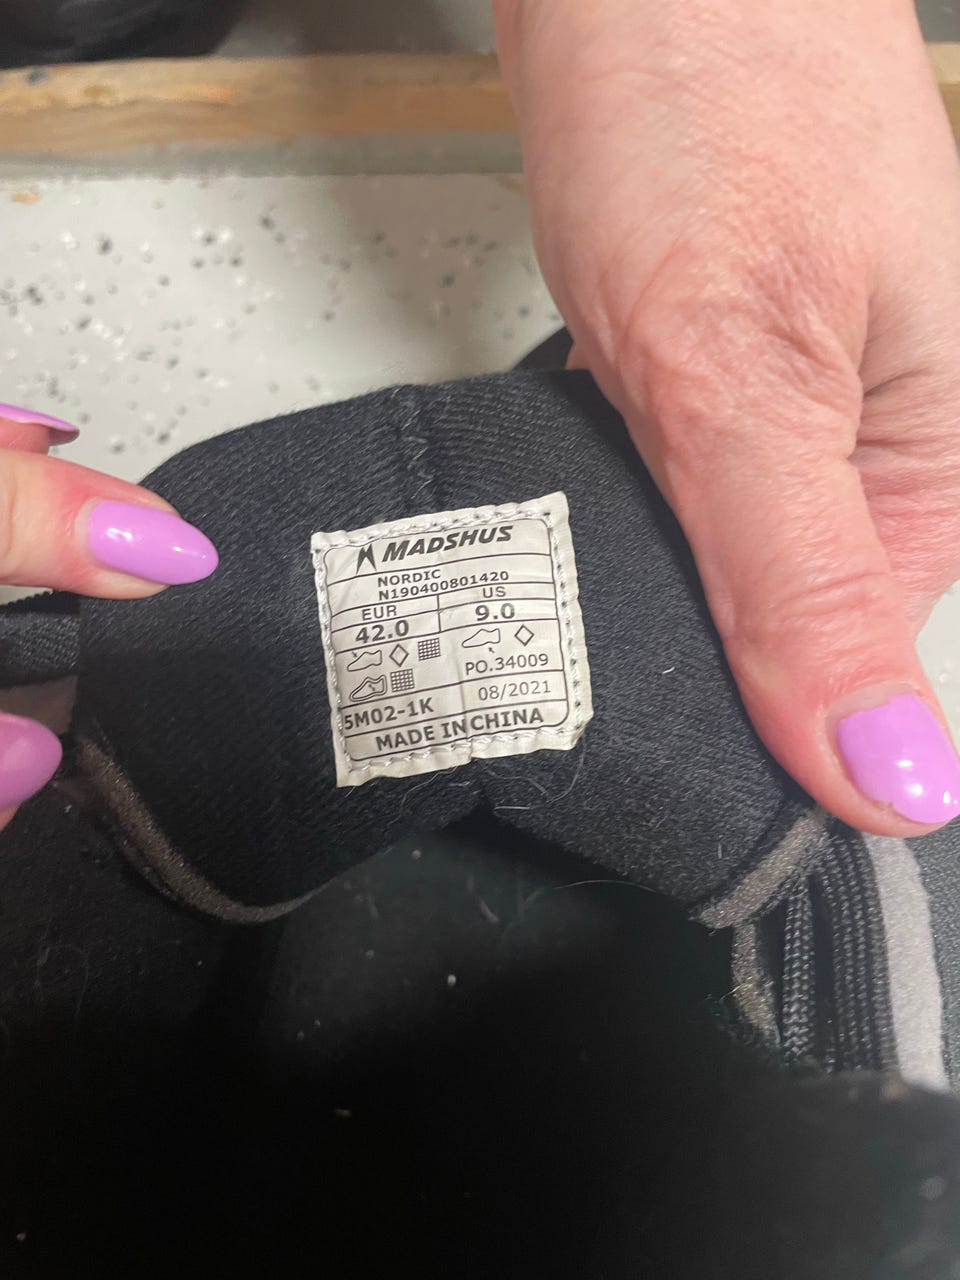 MADSHUS
NORDIC
N190400801420
EUR US
42.0 9.0
PO.34009
5M02-1K 08/2021
MADE IN CHINA